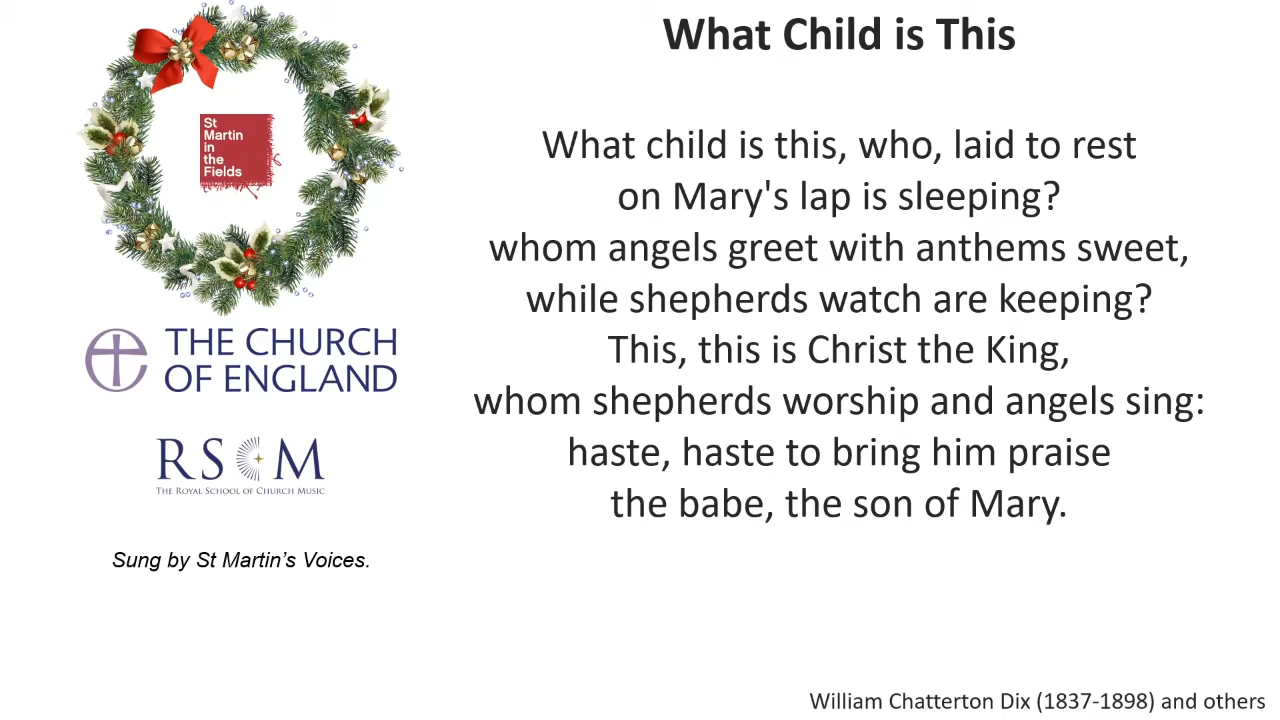 What Child is This
St
Martin
in
the
Fields
What child is this, who, laid to rest
on Mary's lap is sleeping?
whom angels greet with anthems sweet,
while shepherds watch are keeping?
This, this is Christ the King,
whom shepherds worship and angels sing:
haste, haste to bring him praise
the babe, the son of Mary.
THE CHURCH
OF ENGLAND
RSCM
THE ROYAL SCHOOL OF CHURCH MUSIC
Sung by St Martin’s Voices.
William Chatterton Dix (1837-1898) and others